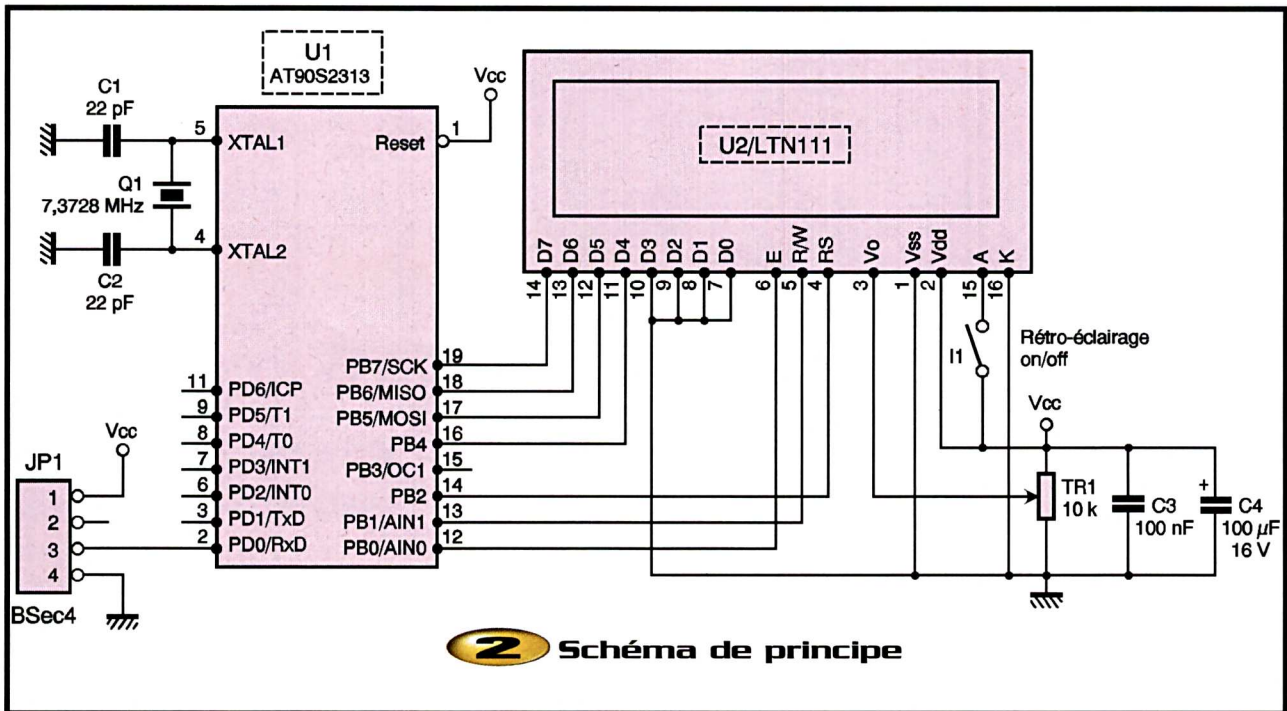 U1
AT90S2313
C1
22 pF
5
XTAL1
Reset
1
Vcc
Q1
7,3728 MHz
4
XTAL2
C2
22 pF
U2/LTN111
D7
D6
D5
D4
D3
D2
D1
D0
E
R/W
RS
Vo
Vss
Vdd
A
K
14
13
12
11
10
9
8
7
6
5
4
3
1
2
15
16
I1
Rétro-éclairage
on/off
11 PD6/ICP
9 PD5/T1
8 PD4/T0
7 PD3/INT1
6 PD2/INT0
3 PD1/TxD
2 PD0/RxD
PB7/SCK 19
PB6/MISO 18
PB5/MOSI 17
PB4 16
PB3/OC1 15
PB2 14
PB1/AIN1 13
PB0/AIN0 12
Vcc
JP1
1
2
3
4
BSec4
Vcc
TR1
10 k
C3
100 nF
+
C4
100 µF
16 V
2 Schéma de principe